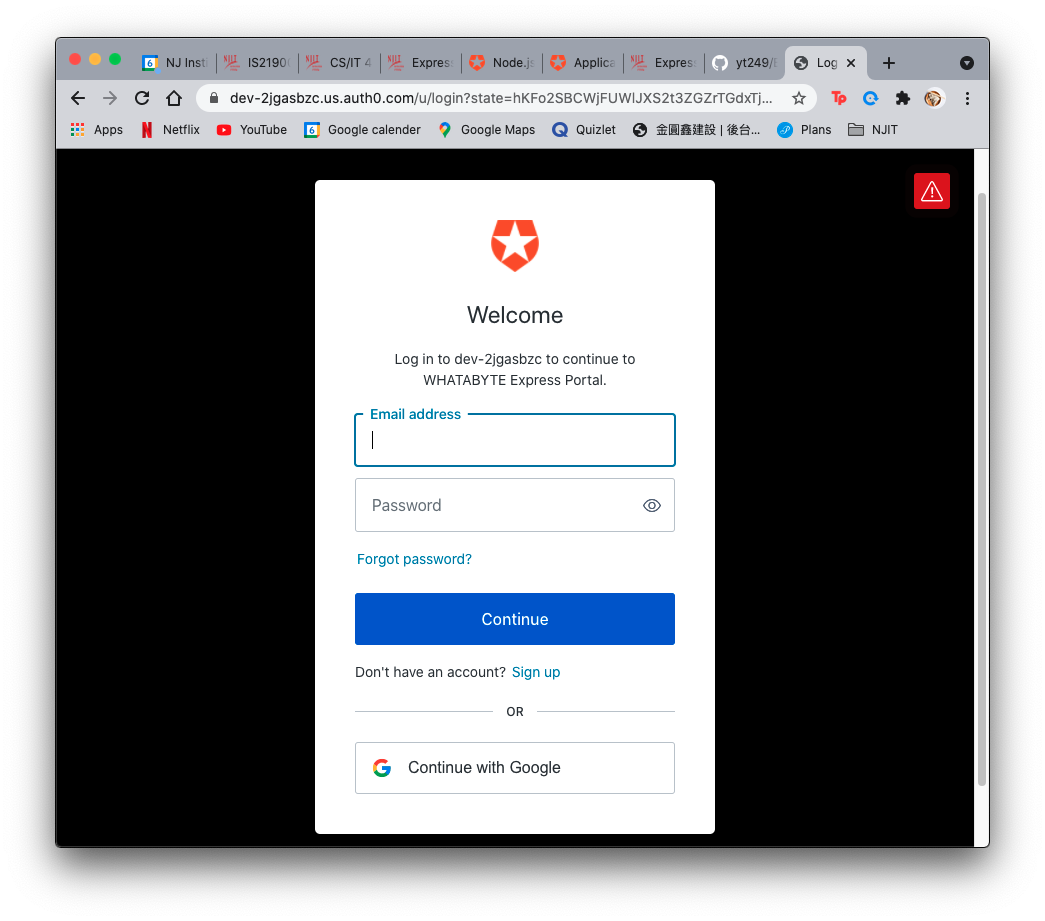 NJ Insti
IS2190
CS/IT 4
Express
Node.js
Applica
Express
yt249/E
Log
dev-2jgasbzc.us.auth0.com/u/login?state=hKFo2SBCWjFUWlJXS2t3ZGZrTGdxTj...
Tp
Apps
Netflix
YouTube
6 Google calender
Google Maps
Quizlet
金圓鑫建設 | 後台...
Plans
NJIT
Welcome
Log in to dev-2jgasbzc to continue to
WHATABYTE Express Portal.
Email address
Password
Forgot password?
Continue
Don't have an account? Sign up
OR
Continue with Google